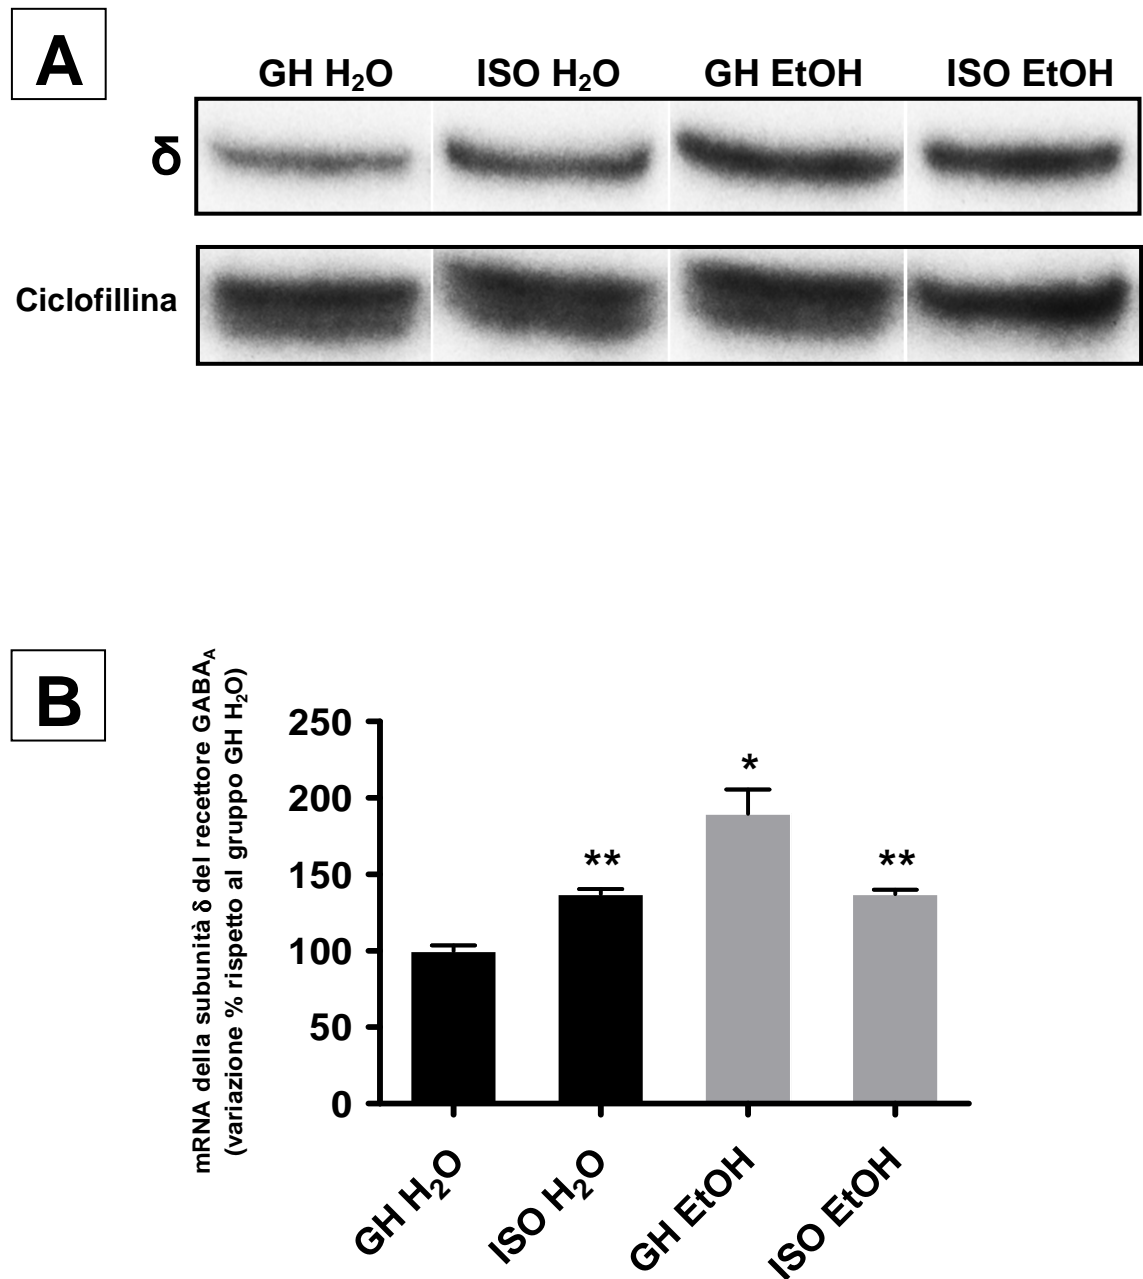 A
GH H₂O ISO H₂O GH EtOH ISO EtOH
δ
Ciclofillina
B
mRNA della subunità δ del recettore GABA_A
(variazione % rispetto al gruppo GH H₂O)
250
200
150
100
50
0
*
**
**
GH H₂O
ISO H₂O
GH EtOH
ISO EtOH